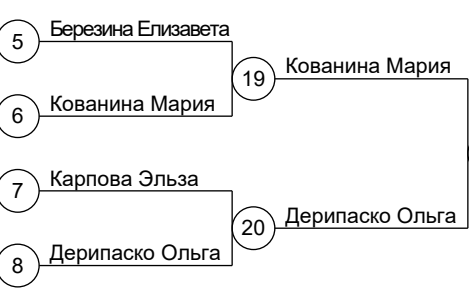 5 Березина Елизавета
19 Кованина Мария
6 Кованина Мария
7 Карпова Эльза
20 Дерипаско Ольга
8 Дерипаско Ольга